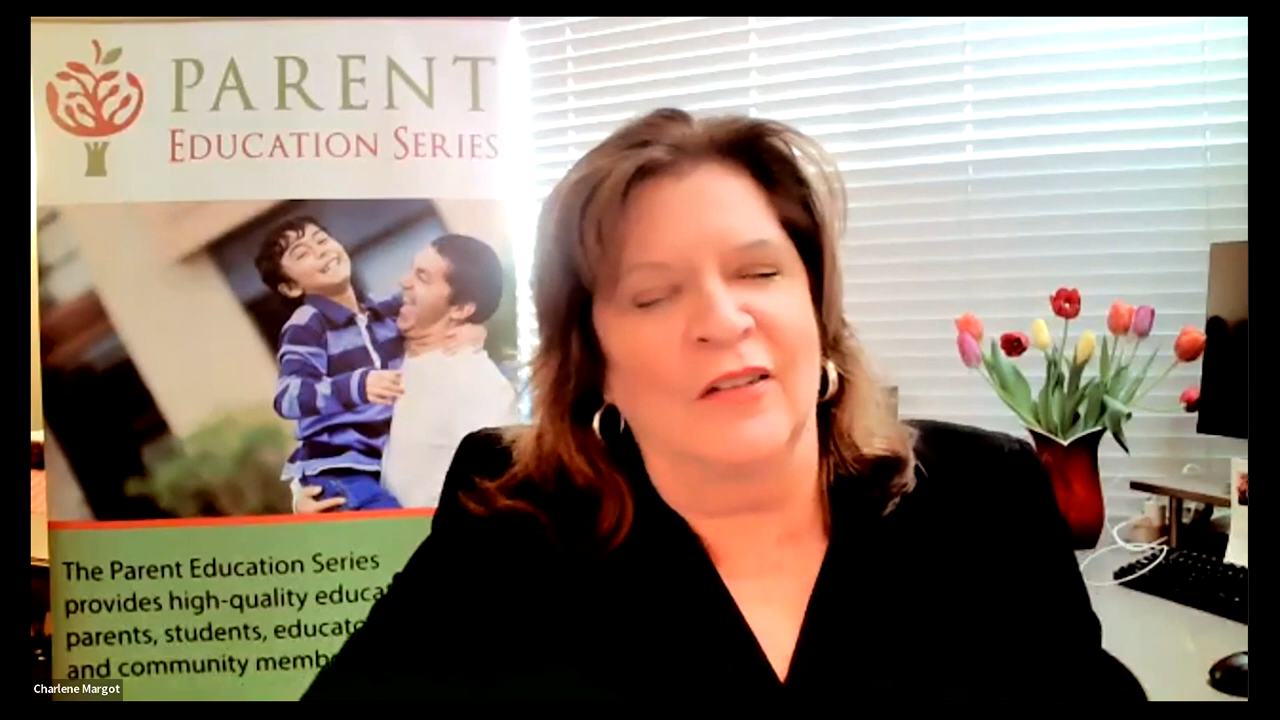 PARENT
EDUCATION SERIES
The Parent Education Series
provides high-quality
parents, students,
and community
Charlene Margot